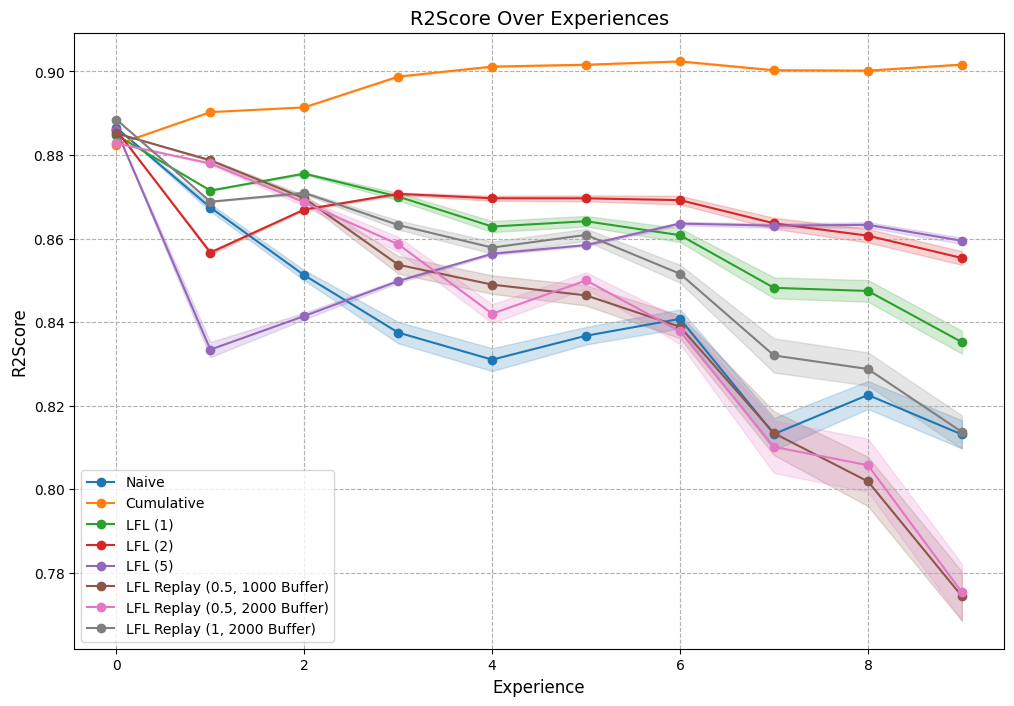 R2Score Over Experiences
R2Score
0.90
0.88
0.86
0.84
0.82
0.80
0.78
Naive
Cumulative
LFL (1)
LFL (2)
LFL (5)
LFL Replay (0.5, 1000 Buffer)
LFL Replay (0.5, 2000 Buffer)
LFL Replay (1, 2000 Buffer)
0 2 4 6 8
Experience